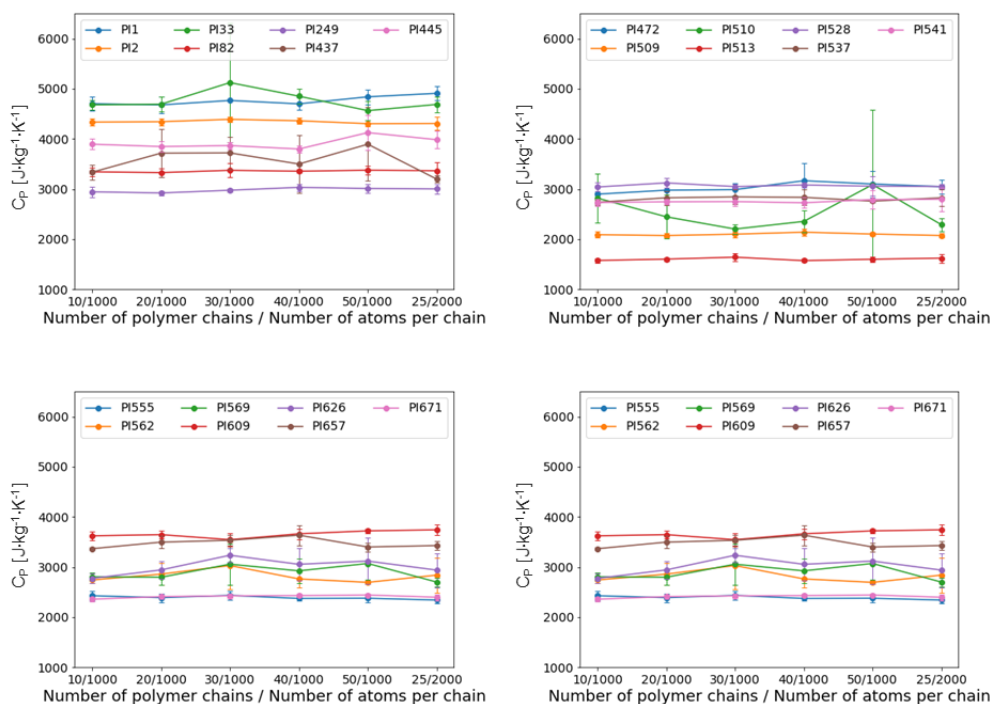 PI1 PI33 PI249 PI445
PI2 PI82 PI437
6000
5000
4000
3000
2000
1000
C_P [J·kg⁻¹·K⁻¹]
10/1000 20/1000 30/1000 40/1000 50/1000 25/2000
Number of polymer chains / Number of atoms per chain
PI472 PI510 PI528 PI541
PI509 PI513 PI537
6000
5000
4000
3000
2000
1000
C_P [J·kg⁻¹·K⁻¹]
10/1000 20/1000 30/1000 40/1000 50/1000 25/2000
Number of polymer chains / Number of atoms per chain
PI555 PI569 PI626 PI671
PI562 PI609 PI657
6000
5000
4000
3000
2000
1000
C_P [J·kg⁻¹·K⁻¹]
10/1000 20/1000 30/1000 40/1000 50/1000 25/2000
Number of polymer chains / Number of atoms per chain
PI555 PI569 PI626 PI671
PI562 PI609 PI657
6000
5000
4000
3000
2000
1000
C_P [J·kg⁻¹·K⁻¹]
10/1000 20/1000 30/1000 40/1000 50/1000 25/2000
Number of polymer chains / Number of atoms per chain